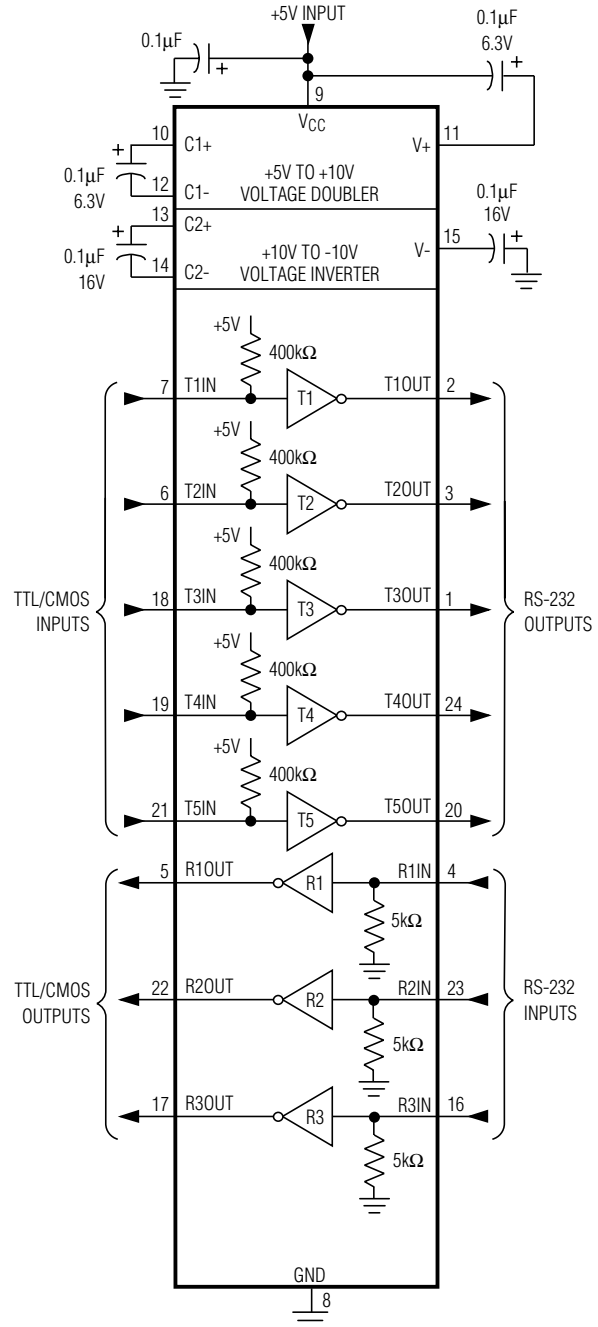 +5V INPUT
0.1μF
+
0.1μF
6.3V
+
9
VCC
10
C1+
V+
11
+
0.1μF
6.3V
12
C1-
+5V TO +10V
VOLTAGE DOUBLER
13
C2+
+
0.1μF
16V
14
C2-
+10V TO -10V
VOLTAGE INVERTER
V-
15
0.1μF
16V
+
+5V
400kΩ
7
T1IN
T1
T1OUT
2
+5V
400kΩ
6
T2IN
T2
T2OUT
3
+5V
400kΩ
TTL/CMOS
INPUTS
18
T3IN
T3
T3OUT
1
RS-232
OUTPUTS
+5V
400kΩ
19
T4IN
T4
T4OUT
24
+5V
400kΩ
21
T5IN
T5
T5OUT
20
5
R1OUT
R1
R1IN
4
5kΩ
TTL/CMOS
OUTPUTS
22
R2OUT
R2
R2IN
23
RS-232
INPUTS
5kΩ
17
R3OUT
R3
R3IN
16
5kΩ
GND
8